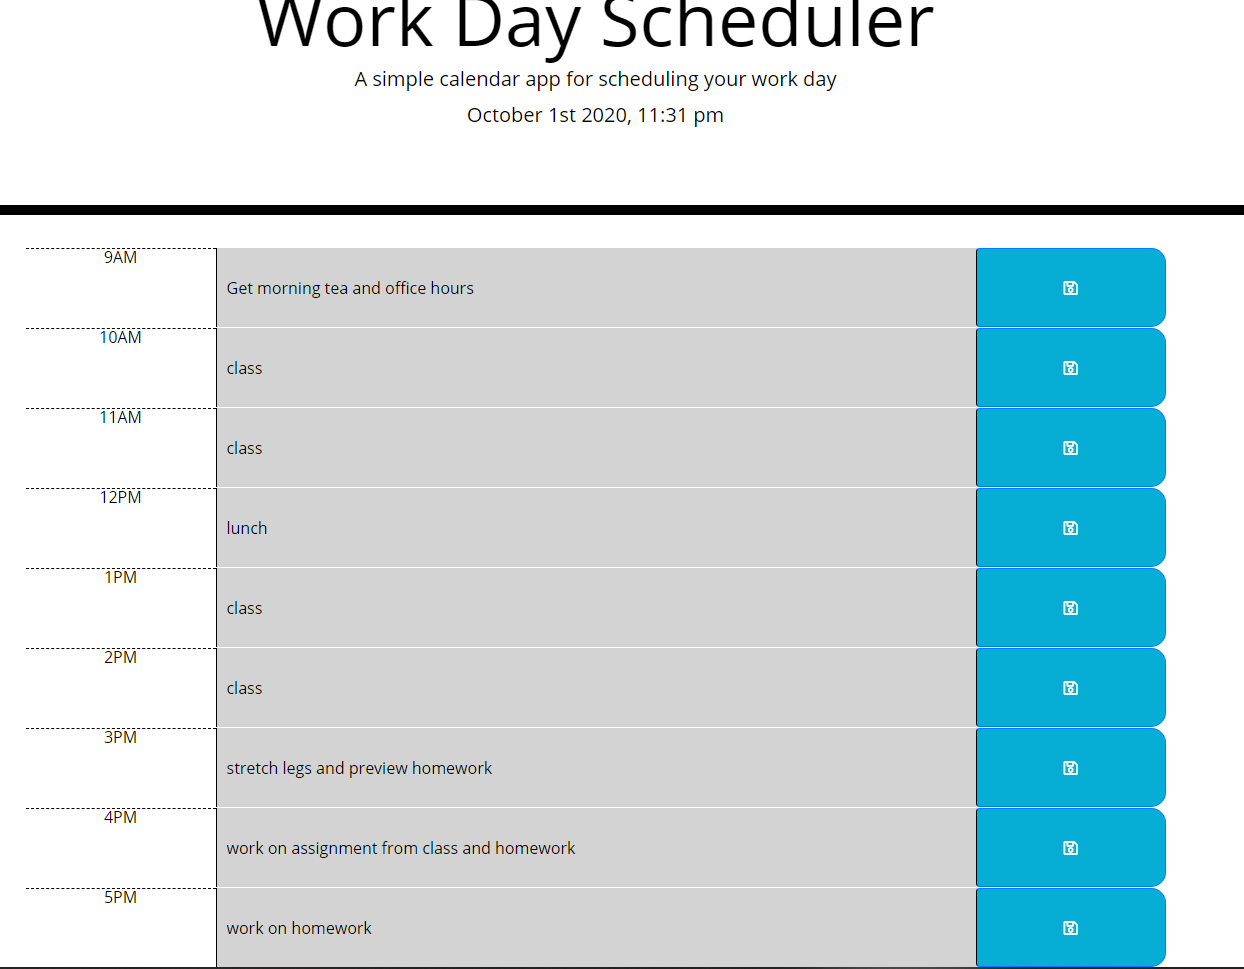 Work Day Scheduler
A simple calendar app for scheduling your work day
October 1st 2020, 11:31 pm
9AM
Get morning tea and office hours
10AM
class
11AM
class
12PM
lunch
1PM
class
2PM
class
3PM
stretch legs and preview homework
4PM
work on assignment from class and homework
5PM
work on homework